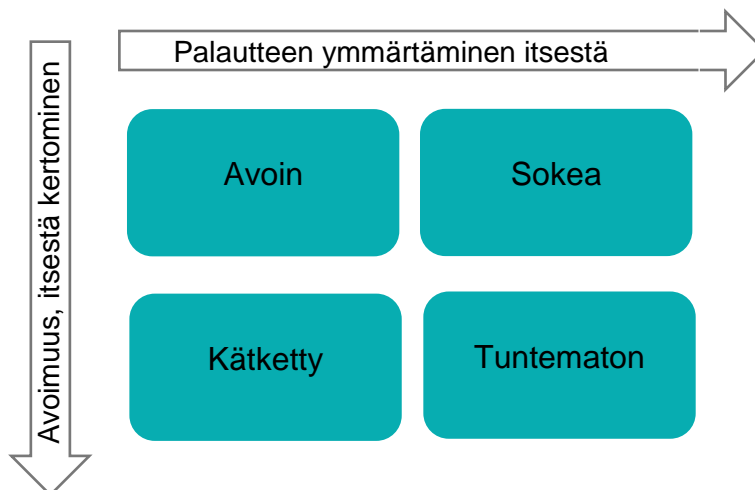 Palautteen ymmärtäminen itsestä
Avoimuus, itsestä kertominen
Avoin
Sokea
Kätketty
Tuntematon